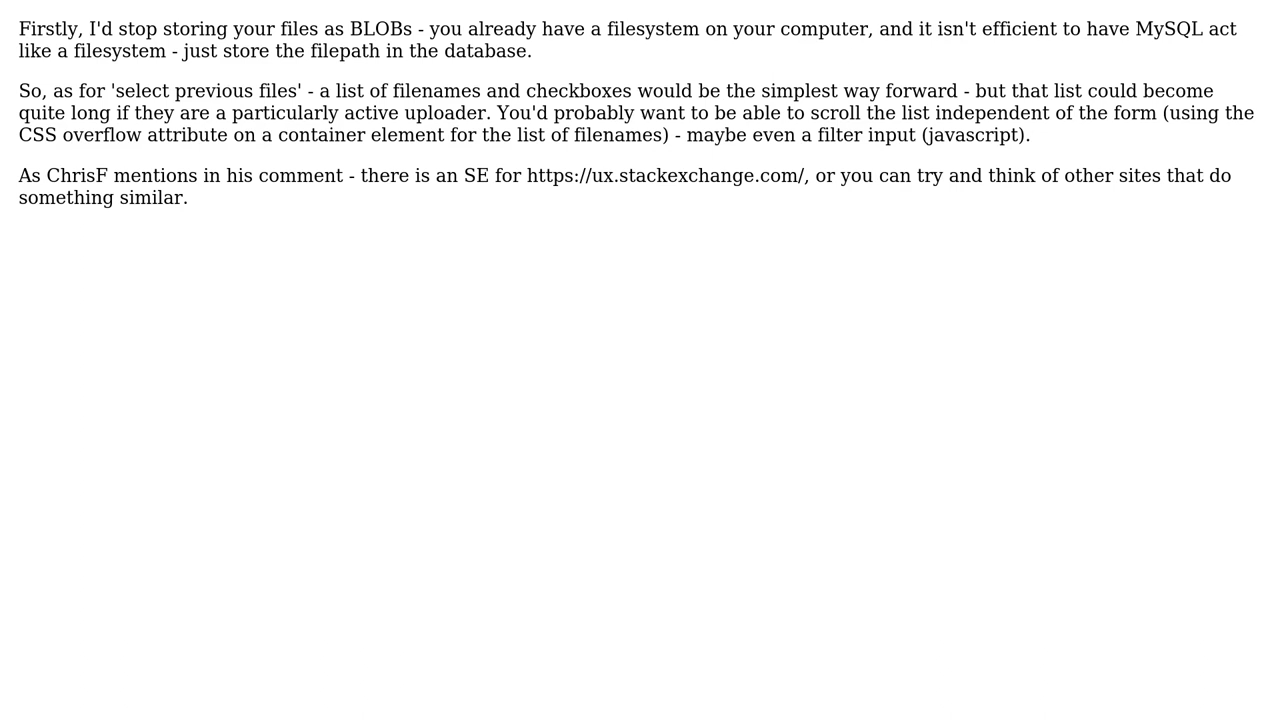 Firstly, I'd stop storing your files as BLOBs - you already have a filesystem on your computer, and it isn't efficient to have MySQL act
like a filesystem - just store the filepath in the database.
So, as for 'select previous files' - a list of filenames and checkboxes would be the simplest way forward - but that list could become
quite long if they are a particularly active uploader. You'd probably want to be able to scroll the list independent of the form (using the
CSS overflow attribute on a container element for the list of filenames) - maybe even a filter input (javascript).
As ChrisF mentions in his comment - there is an SE for https://ux.stackexchange.com/, or you can try and think of other sites that do
something similar.